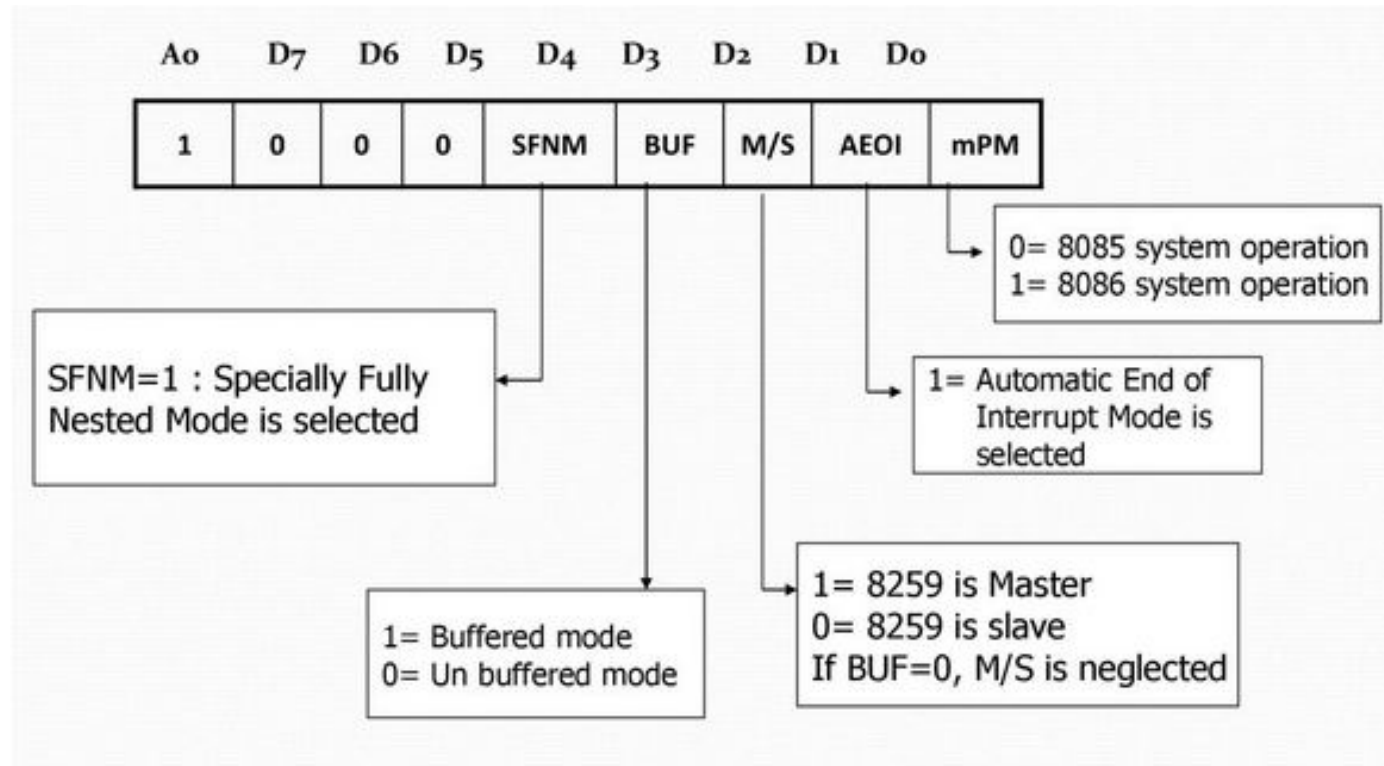 Ao D7 D6 D5 D4 D3 D2 D1 Do
1 0 0 0 SFNM BUF M/S AEOI mPM
0= 8085 system operation
1= 8086 system operation
SFNM=1 : Specially Fully
Nested Mode is selected
1= Automatic End of
Interrupt Mode is
selected
1= Buffered mode
0= Un buffered mode
1= 8259 is Master
0= 8259 is slave
If BUF=0, M/S is neglected